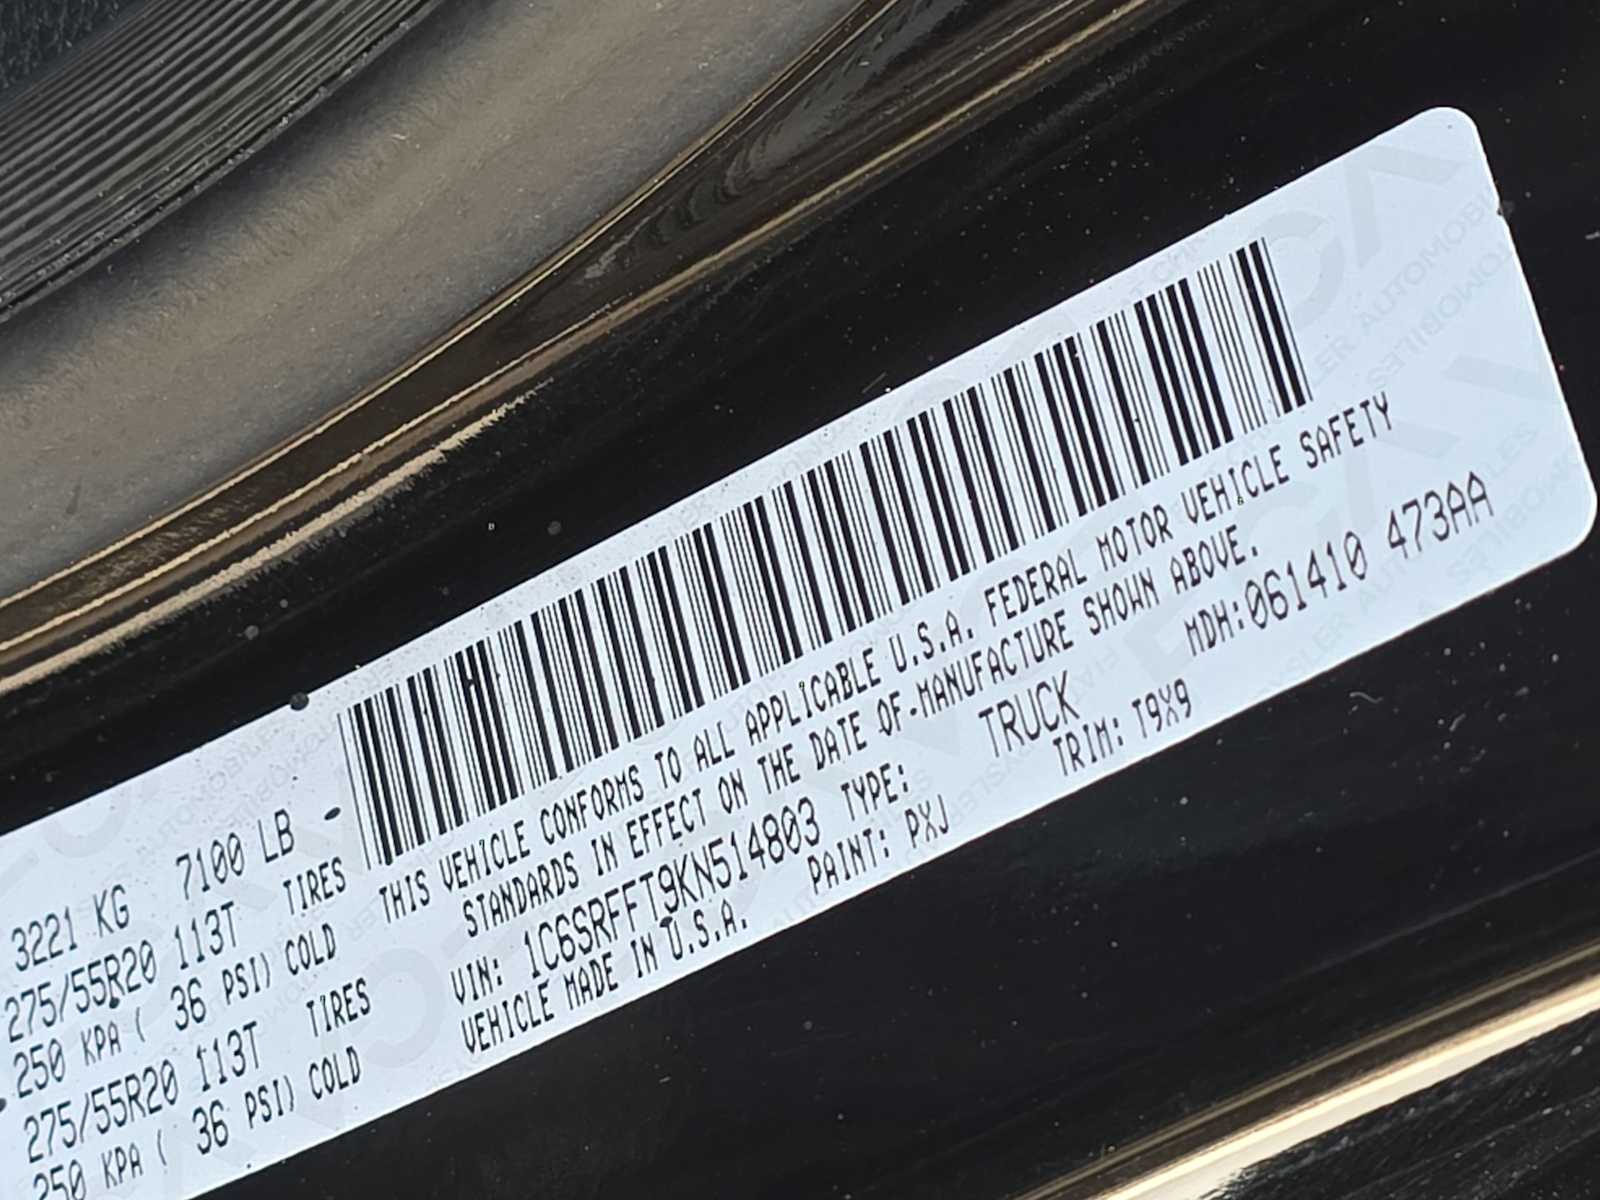 3221 KG 7100 LB
275/55R20 113T TIRES
250 KPA ( 36 PSI) COLD
275/55R20 113T TIRES
250 KPA ( 36 PSI) COLD
THIS VEHICLE CONFORMS TO ALL APPLICABLE U.S.A. FEDERAL MOTOR VEHICLE SAFETY
STANDARDS IN EFFECT ON THE DATE OF MANUFACTURE SHOWN ABOVE.
VIN: 1C6SRFFT9KN514803 TYPE: TRUCK MDH:061410 473AA
VEHICLE MADE IN U.S.A. PAINT: PXJ TRIM: T9X9